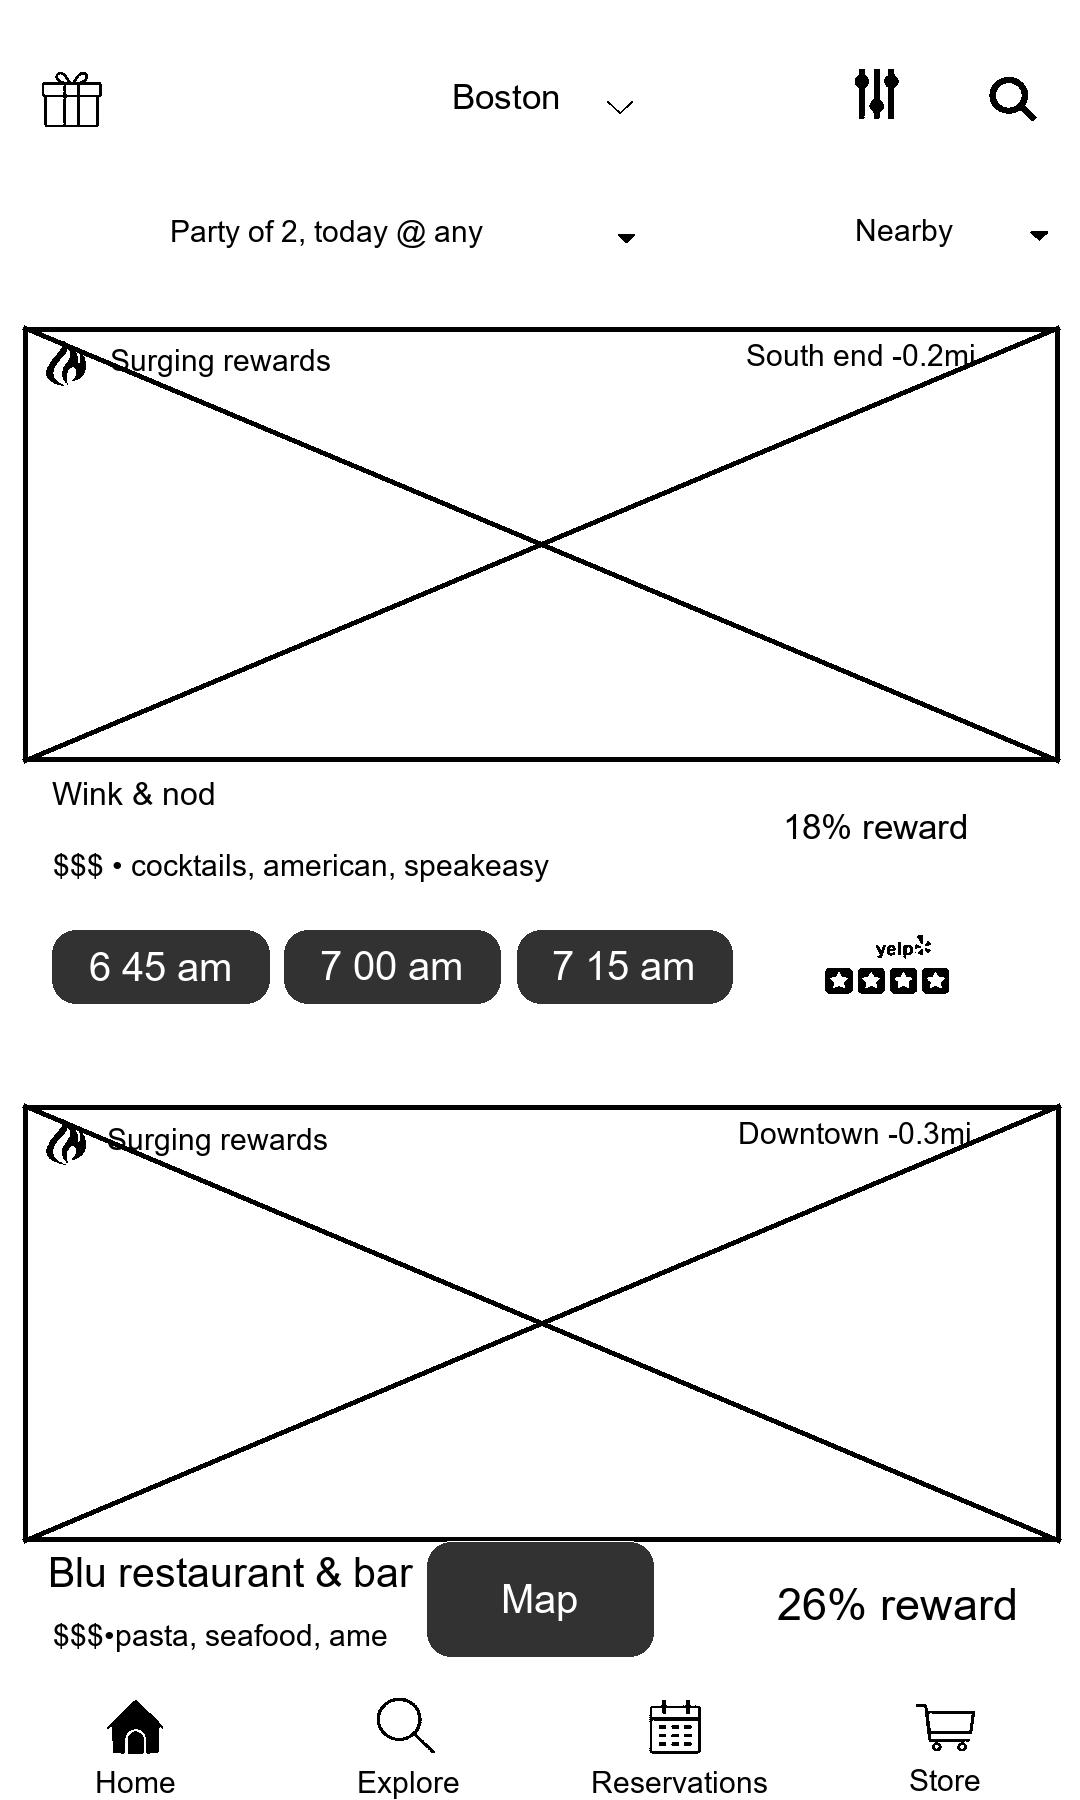 Boston
Party of 2, today @ any
Nearby
Surging rewards
South end -0.2mi
Wink & nod
18% reward
$$$ • cocktails, american, speakeasy
6 45 am
7 00 am
7 15 am
yelp
Surging rewards
Downtown -0.3mi
Blu restaurant & bar
Map
26% reward
$$$•pasta, seafood, ame
Home
Explore
Reservations
Store